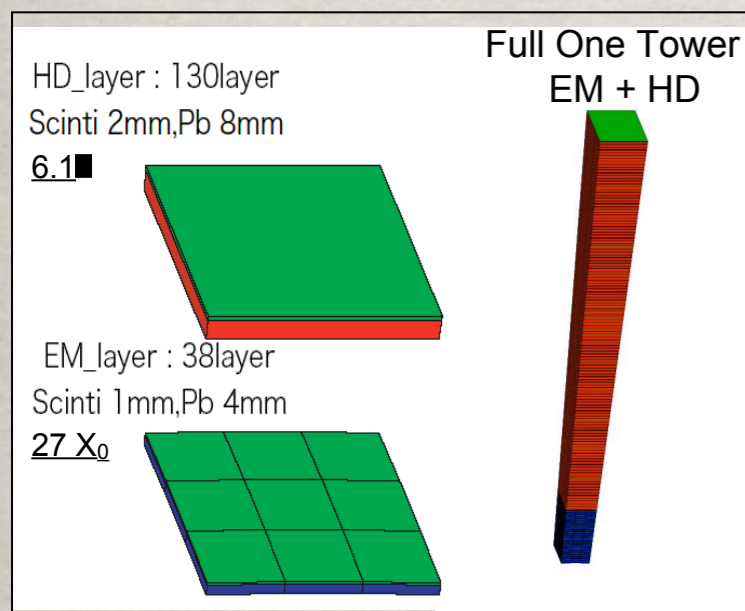 HD_layer : 130layer
Scinti 2mm,Pb 8mm
6.1■
EM_layer : 38layer
Scinti 1mm,Pb 4mm
27 X₀
Full One Tower
EM + HD